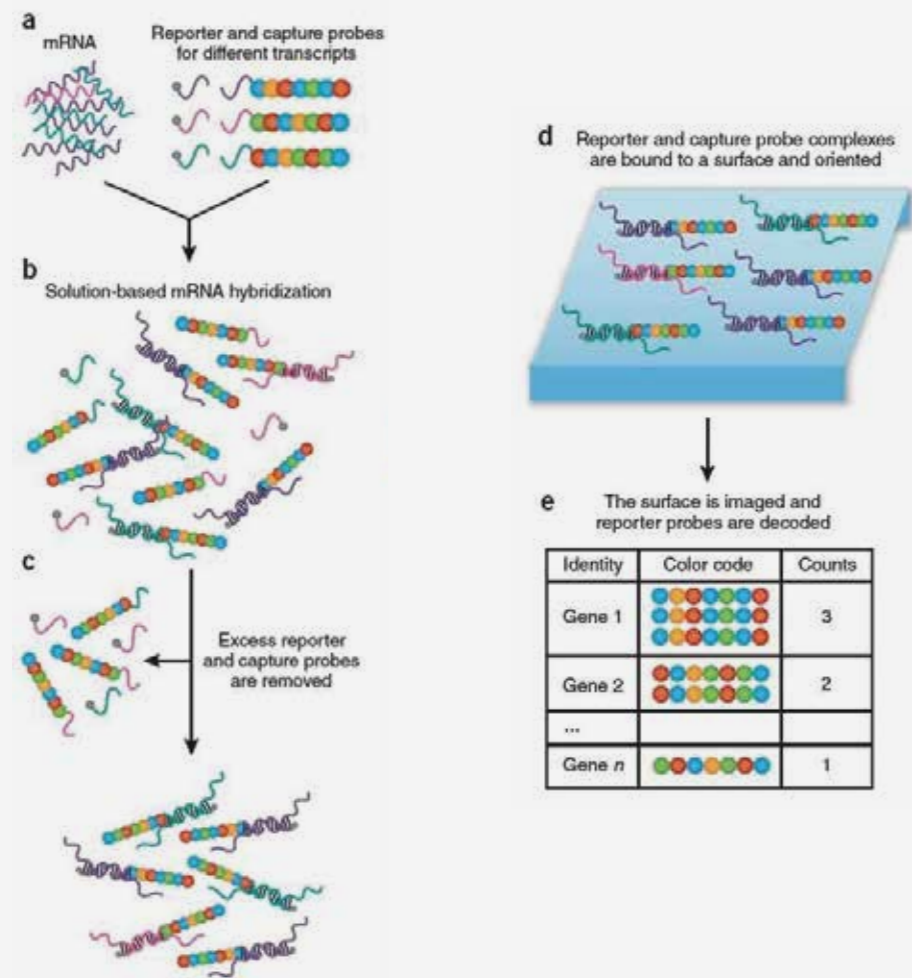 a
mRNA
Reporter and capture probes
for different transcripts
b
Solution-based mRNA hybridization
c
Excess reporter
and capture probes
are removed
d
Reporter and capture probe complexes
are bound to a surface and oriented
e
The surface is imaged and
reporter probes are decoded
Identity Color code Counts
Gene 1 3
Gene 2 2
...
Gene n 1